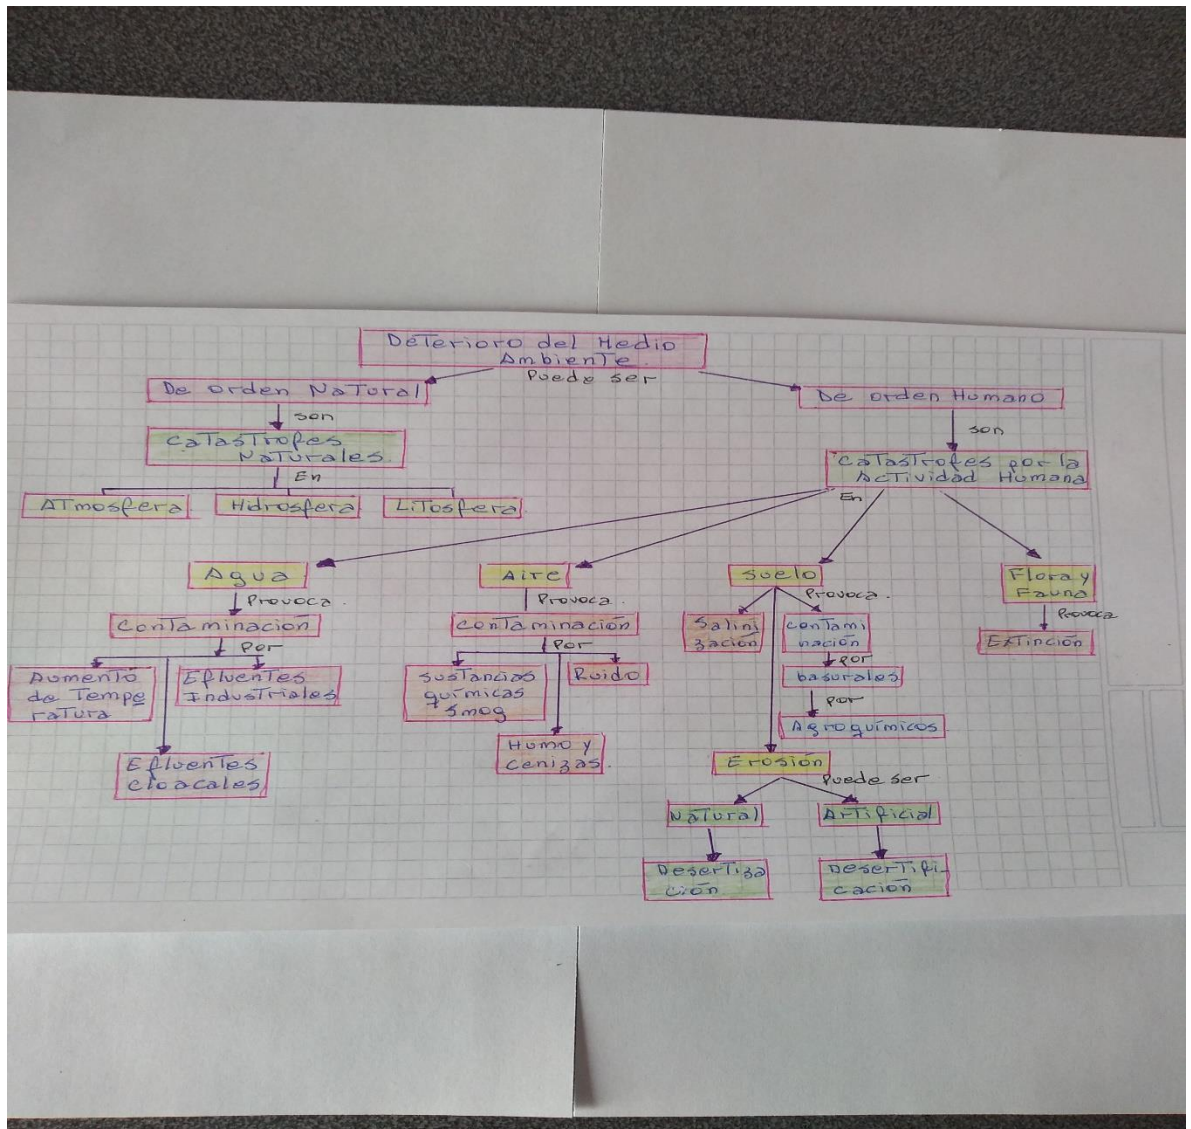 Deterioro del Medio
Ambiente.
Puede ser
De orden Natural
De orden Humano
son
son
Catastrofes
Naturales.
Catastrofes por la
Actividad Humana
En
En
Atmosfera
Hidrosfera
Litosfera
Agua
Aire
Suelo
Flora y
Fauna
Provoca.
Provoca.
Provoca.
Provoca
Contaminación
Contaminación
Salini
zación
Contami
nación
Extinción
Por
Por
Por
Aumento
de Tempe
ratura
Efluentes
Industriales
Sustancias
químicas
Smog
Ruido
basurales
por
Efluentes
cloacales
Humo y
cenizas.
Agroquímicos
Erosión
Puede ser
Natural
Artificial
Desertiza
ción.
Desertifi-
cación